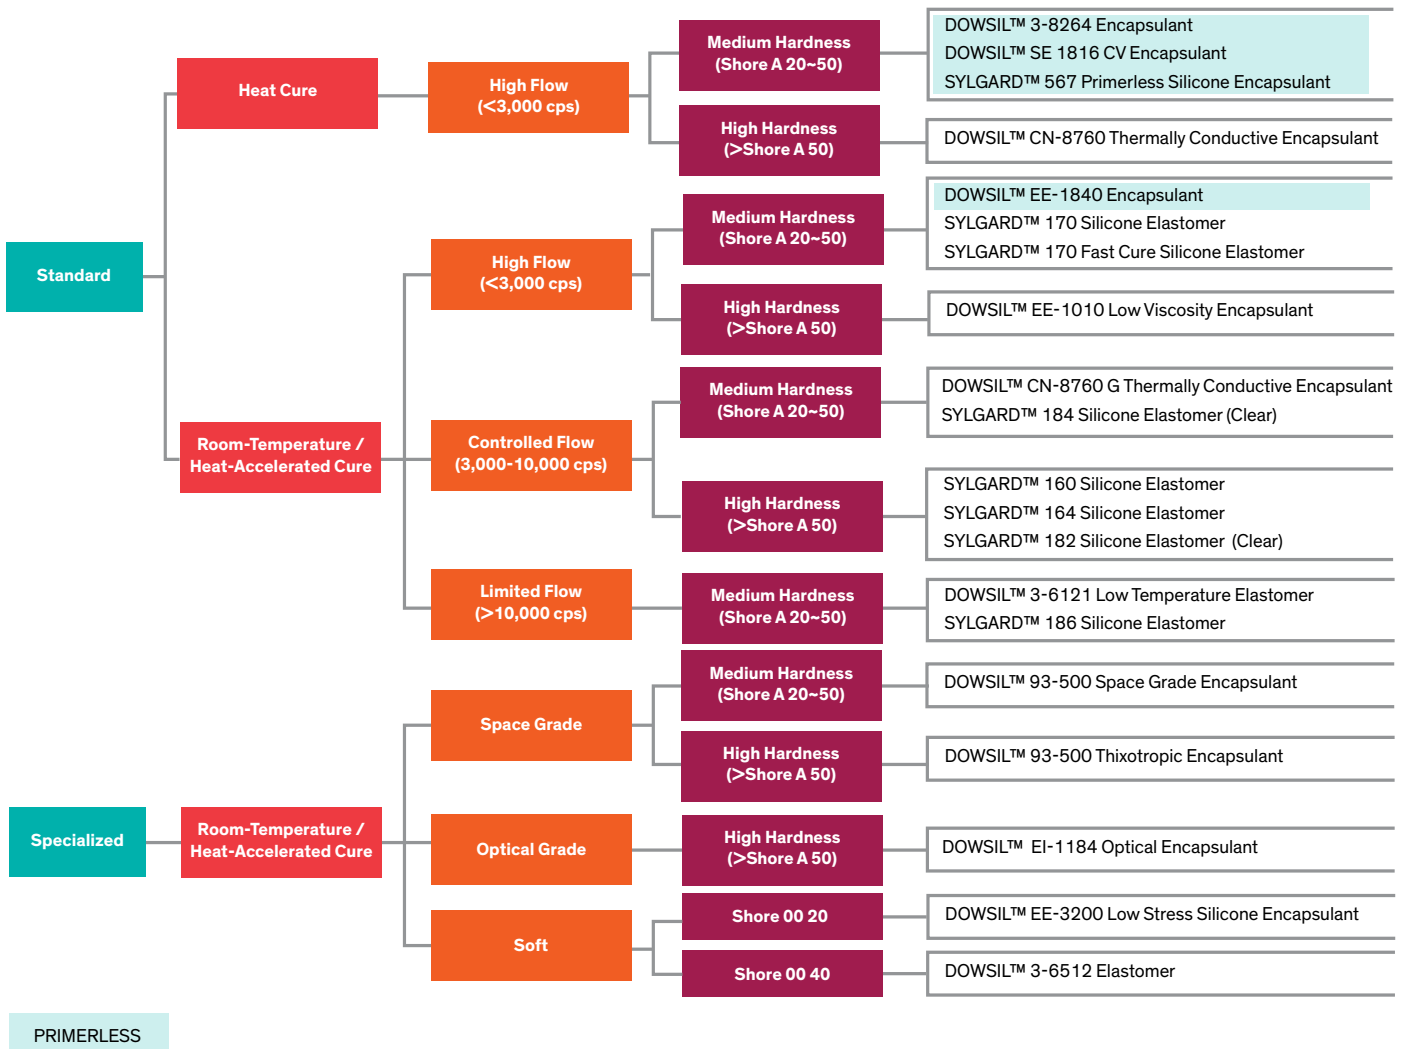 Standard
Heat Cure
High Flow
(<3,000 cps)
Medium Hardness
(Shore A 20~50)
DOWSIL™ 3-8264 Encapsulant
DOWSIL™ SE 1816 CV Encapsulant
SYLGARD™ 567 Primerless Silicone Encapsulant
High Hardness
(>Shore A 50)
DOWSIL™ CN-8760 Thermally Conductive Encapsulant
Room-Temperature /
Heat-Accelerated Cure
High Flow
(<3,000 cps)
Medium Hardness
(Shore A 20~50)
DOWSIL™ EE-1840 Encapsulant
SYLGARD™ 170 Silicone Elastomer
SYLGARD™ 170 Fast Cure Silicone Elastomer
High Hardness
(>Shore A 50)
DOWSIL™ EE-1010 Low Viscosity Encapsulant
Controlled Flow
(3,000-10,000 cps)
Medium Hardness
(Shore A 20~50)
DOWSIL™ CN-8760 G Thermally Conductive Encapsulant
SYLGARD™ 184 Silicone Elastomer (Clear)
High Hardness
(>Shore A 50)
SYLGARD™ 160 Silicone Elastomer
SYLGARD™ 164 Silicone Elastomer
SYLGARD™ 182 Silicone Elastomer (Clear)
Limited Flow
(>10,000 cps)
Medium Hardness
(Shore A 20~50)
DOWSIL™ 3-6121 Low Temperature Elastomer
SYLGARD™ 186 Silicone Elastomer
Specialized
Room-Temperature /
Heat-Accelerated Cure
Space Grade
Medium Hardness
(Shore A 20~50)
DOWSIL™ 93-500 Space Grade Encapsulant
High Hardness
(>Shore A 50)
DOWSIL™ 93-500 Thixotropic Encapsulant
Optical Grade
High Hardness
(>Shore A 50)
DOWSIL™ EI-1184 Optical Encapsulant
Soft
Shore 00 20
DOWSIL™ EE-3200 Low Stress Silicone Encapsulant
Shore 00 40
DOWSIL™ 3-6512 Elastomer
PRIMERLESS